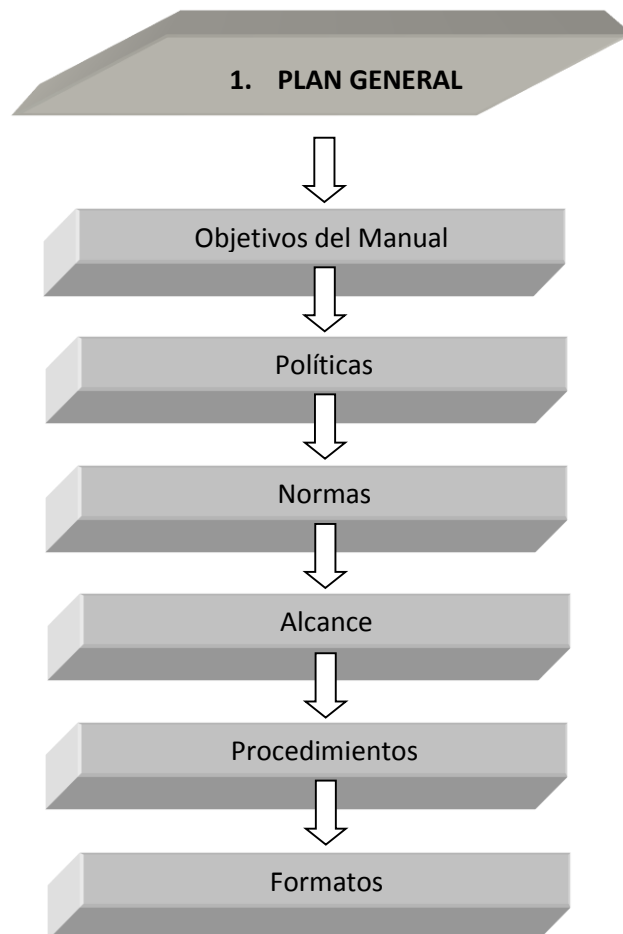 1. PLAN GENERAL
Objetivos del Manual
Políticas
Normas
Alcance
Procedimientos
Formatos